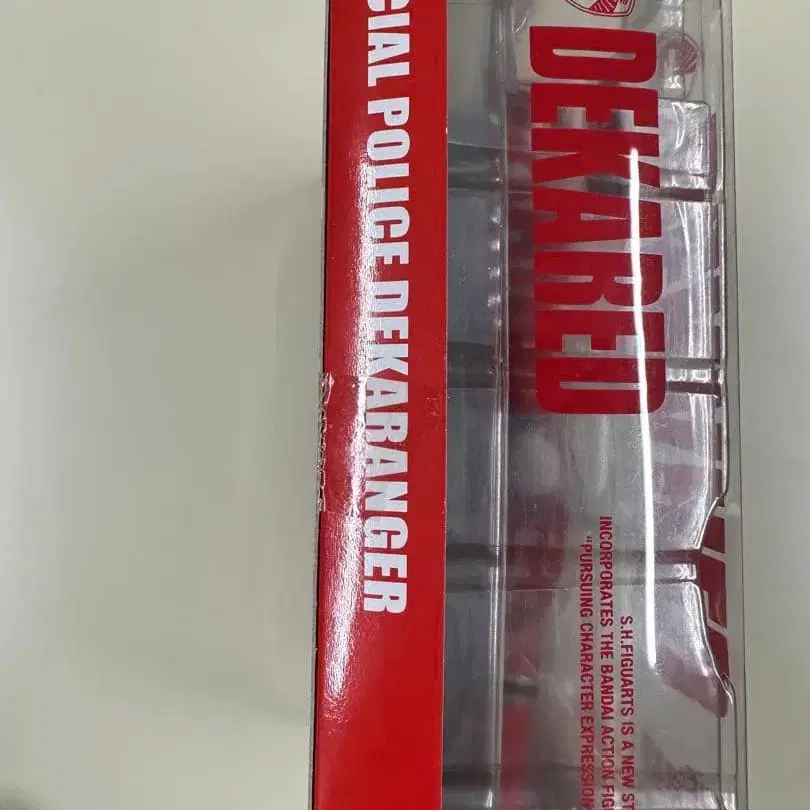 CIAL POLICE DEKARANGER
DEKARED
S.H.FIGUARTS IS A NEW ST
INCORPORATES THE BANDAI ACTION FIG
"PURSUING CHARACTER EXPRESSION